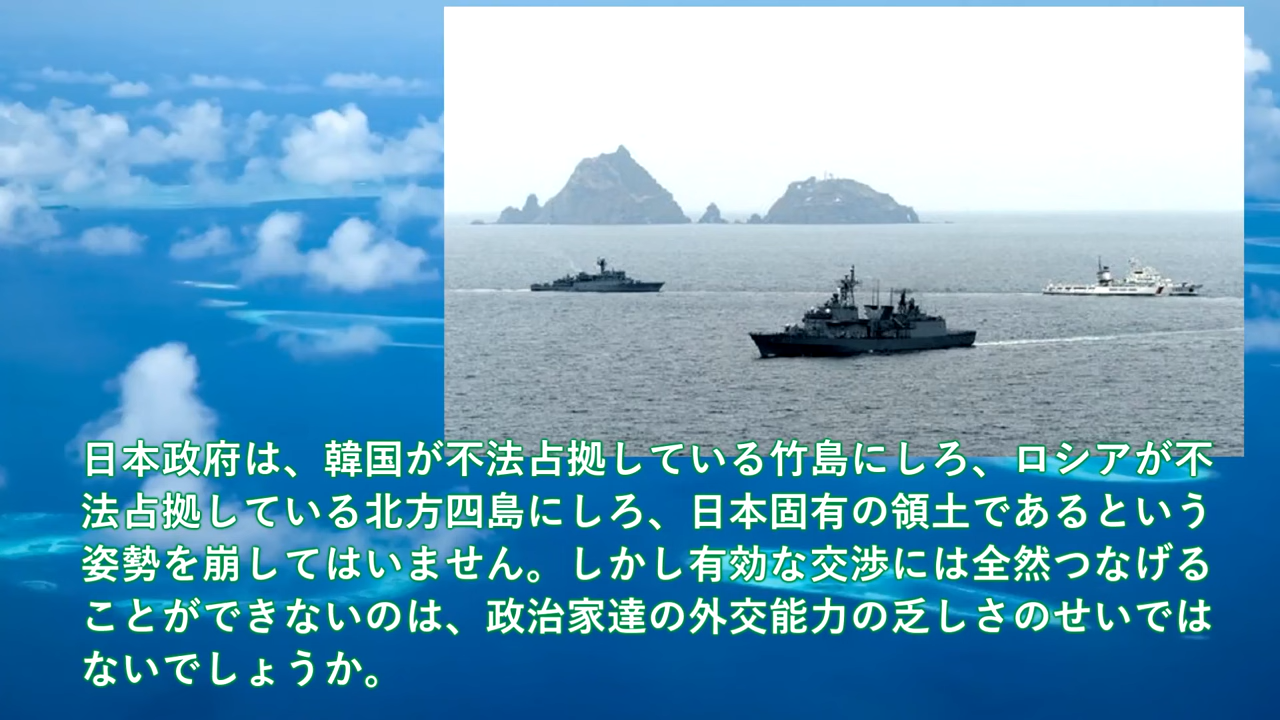 日本政府は、韓国が不法占拠している竹島にしろ、ロシアが不
法占拠している北方四島にしろ、日本固有の領土であるという
姿勢を崩してはいません。しかし有効な交渉には全然つなげる
ことができないのは、政治家達の外交能力の乏しさのせいでは
ないでしょうか。